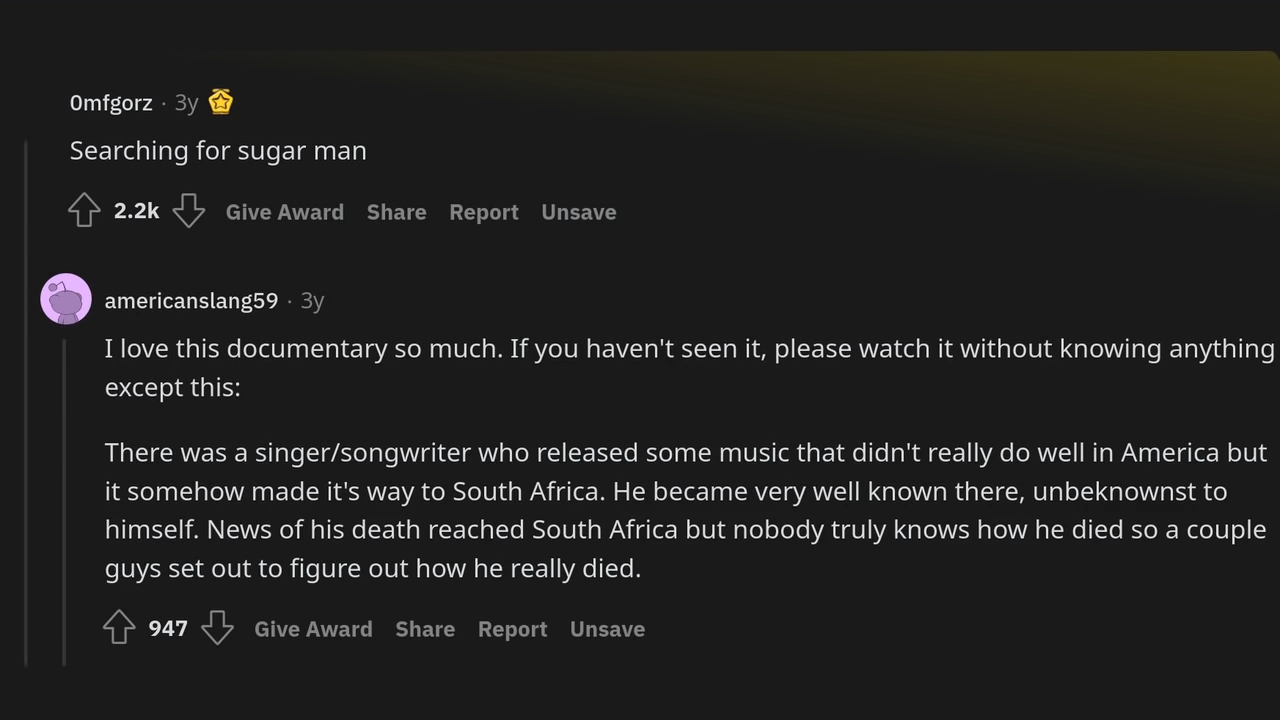 0mfgorz · 3y
Searching for sugar man
2.2k Give Award Share Report Unsave
americanslang59 · 3y
I love this documentary so much. If you haven't seen it, please watch it without knowing anything
except this:
There was a singer/songwriter who released some music that didn't really do well in America but
it somehow made it's way to South Africa. He became very well known there, unbeknownst to
himself. News of his death reached South Africa but nobody truly knows how he died so a couple
guys set out to figure out how he really died.
947 Give Award Share Report Unsave